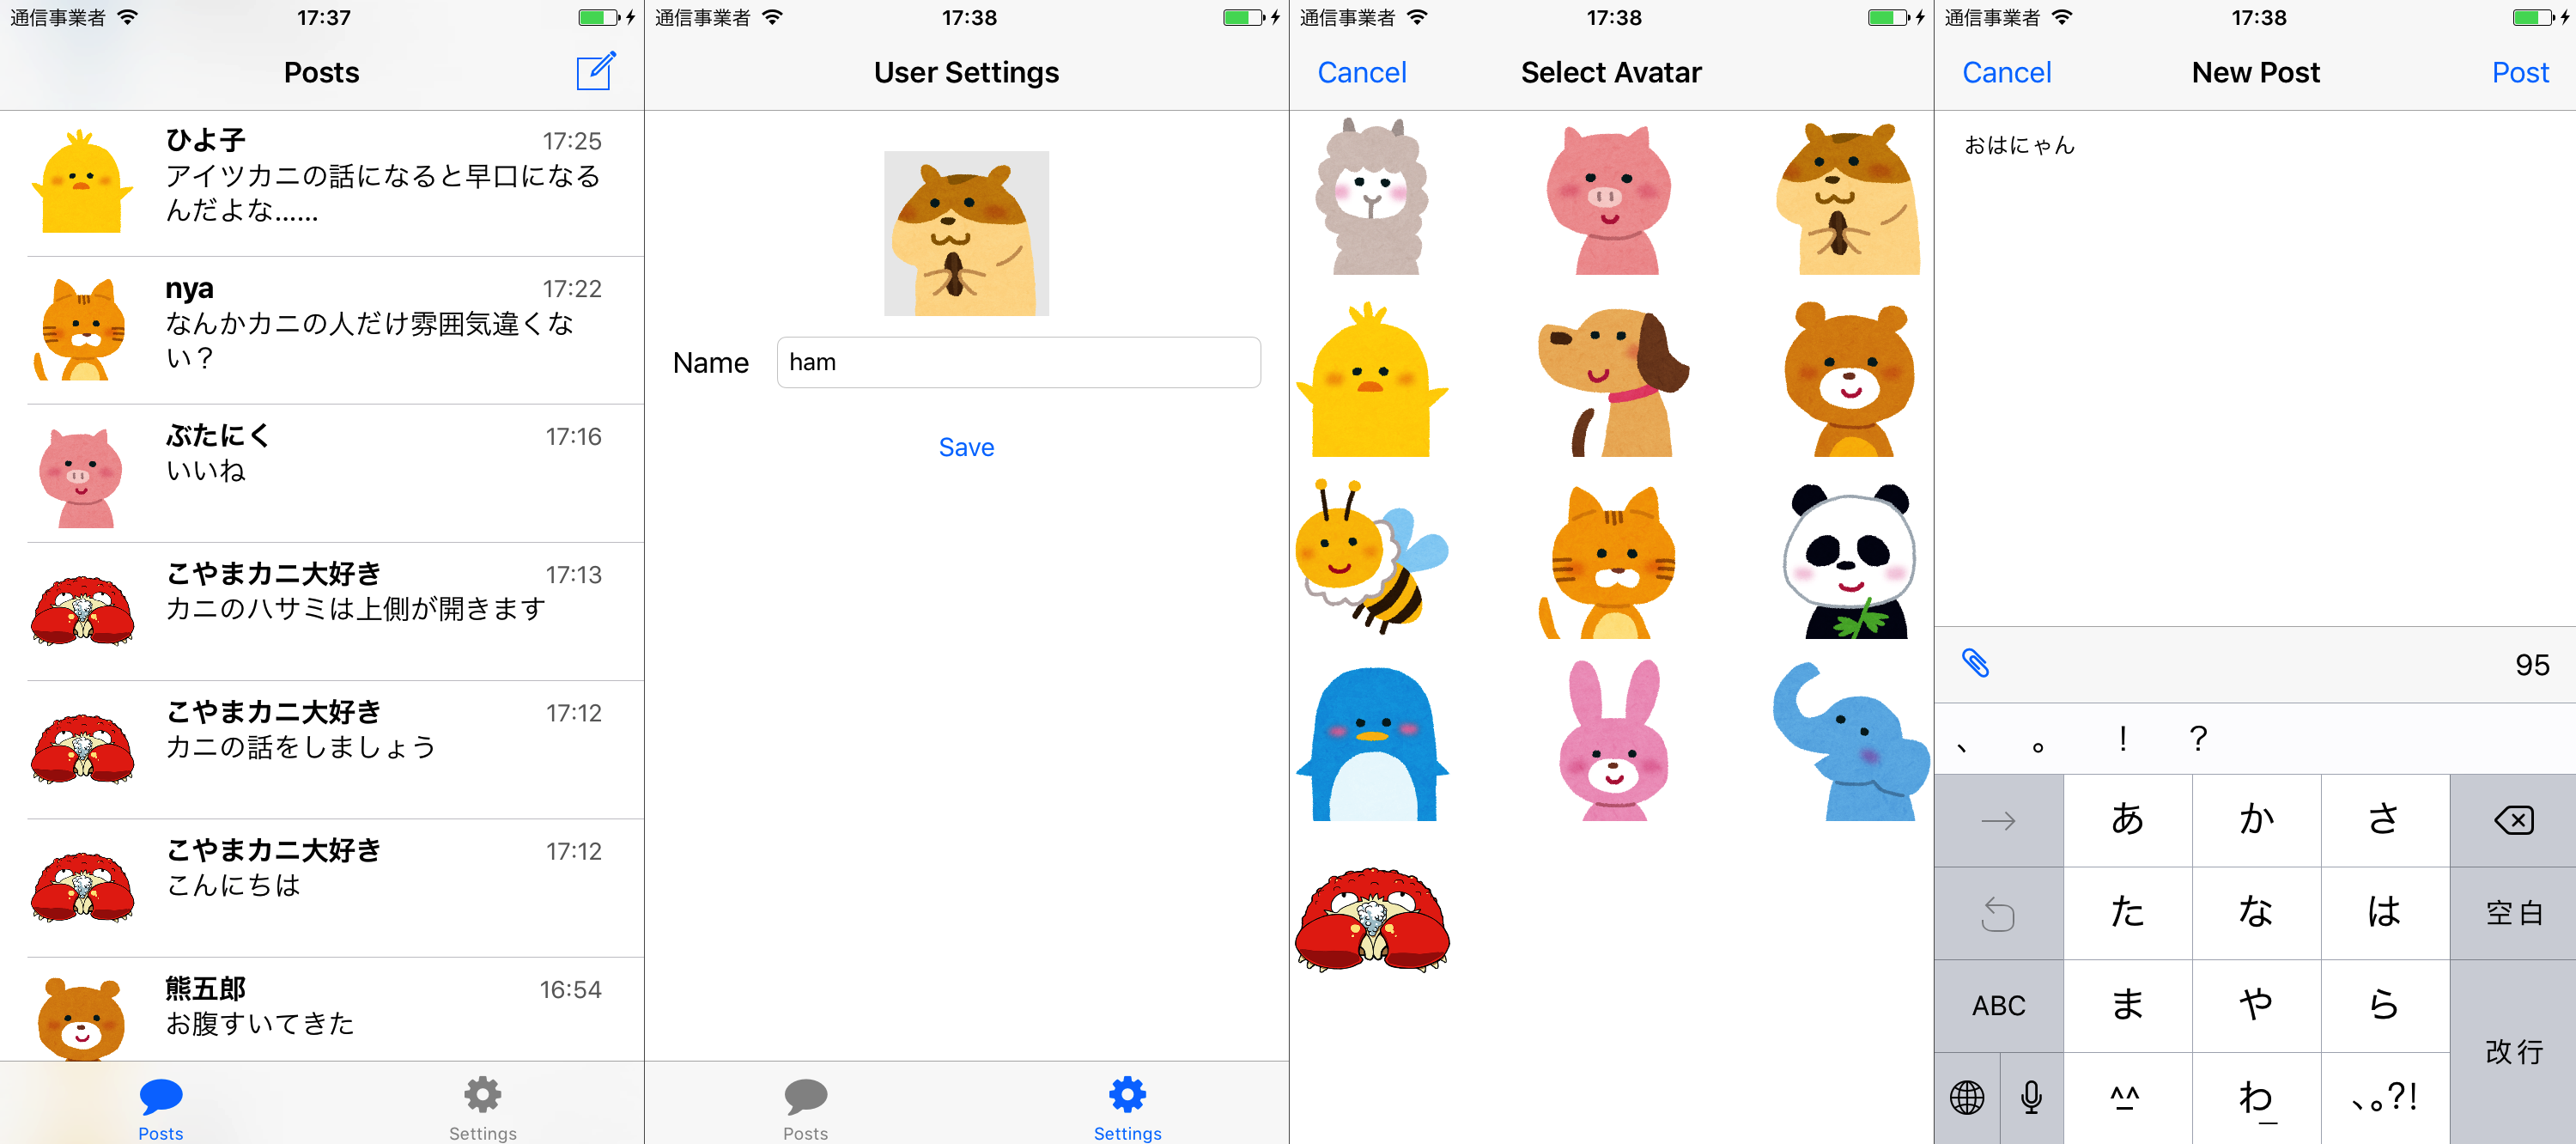 通信事業者 17:37
Posts
ひよ子 17:25
アイツカニの話になると早口になる
んだよな……
nya 17:22
なんかカニの人だけ雰囲気違くな
い？
ぶたにく 17:16
いいね
こやまカニ大好き 17:13
カニのハサミは上側が開きます
こやまカニ大好き 17:12
カニの話をしましょう
こやまカニ大好き 17:12
こんにちは
熊五郎 16:54
お腹すいてきた
Posts Settings
通信事業者 17:38
User Settings
Name ham
Save
Posts Settings
通信事業者 17:38
Cancel Select Avatar
通信事業者 17:38
Cancel New Post Post
おはにゃん
95
、 。 ！ ？
→ あ か さ
た な は 空白
ABC ま や ら
改行
^^ わ 、。?!